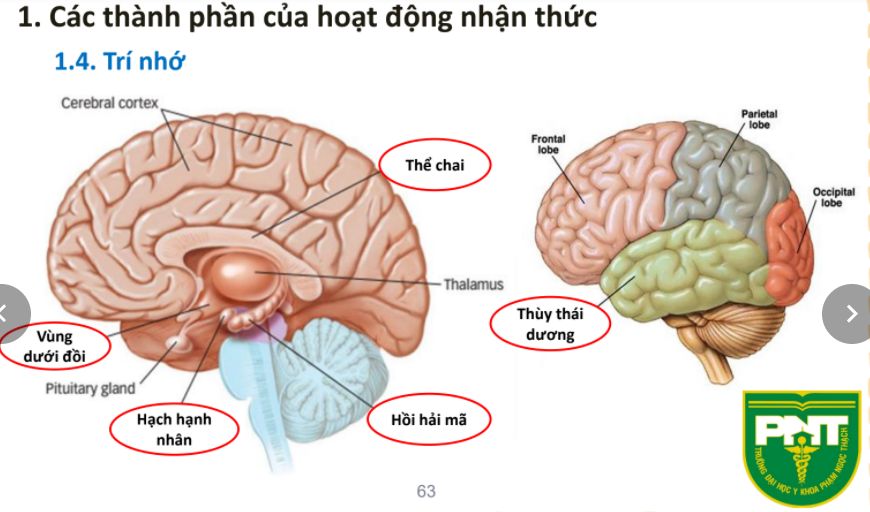 1. Các thành phần của hoạt động nhận thức
1.4. Trí nhớ
Cerebral cortex
Thể chai
Thalamus
Vùng
dưới đồi
Pituitary gland
Hạch hạnh
nhân
Hồi hải mã
Frontal
lobe
Parietal
lobe
Occipital
lobe
Thùy thái
dương
PNT
TRƯỜNG ĐẠI HỌC Y KHOA PHẠM NGỌC THẠCH
63